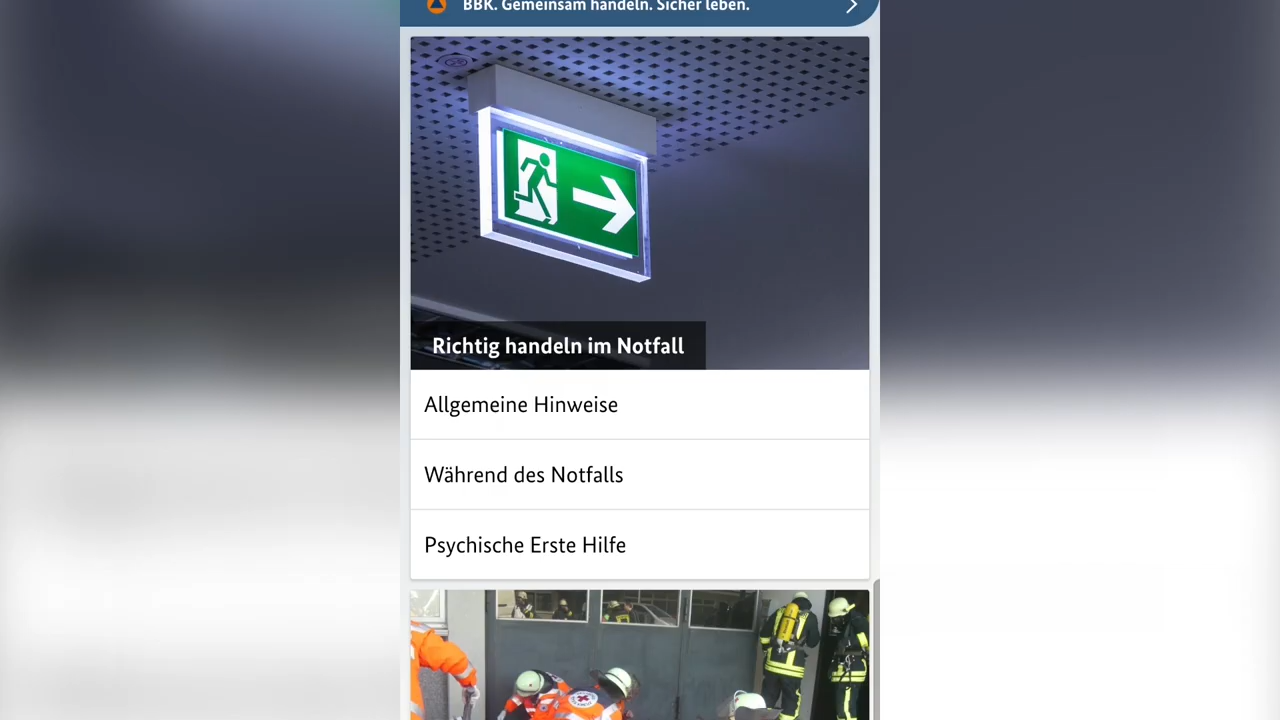 BBK. Gemeinsam handeln. Sicher leben.
Richtig handeln im Notfall
Allgemeine Hinweise
Während des Notfalls
Psychische Erste Hilfe